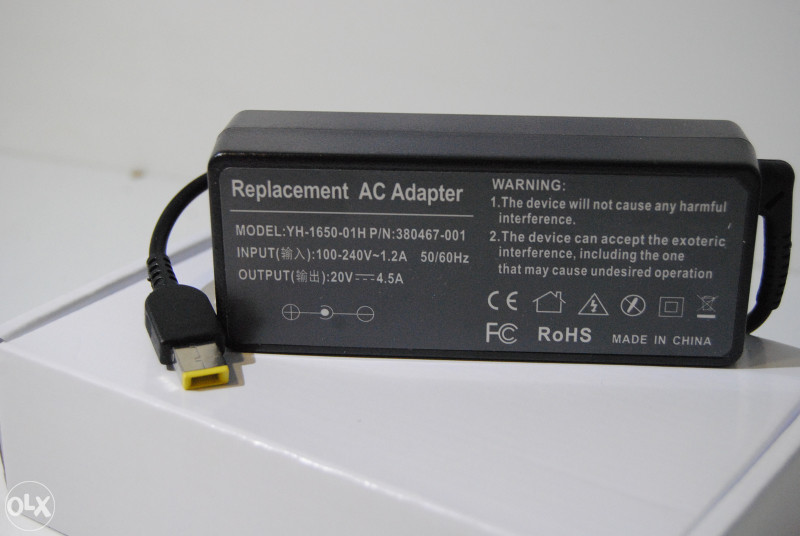 Replacement AC Adapter
MODEL:YH-1650-01H P/N:380467-001
INPUT(输入):100-240V~1.2A 50/60Hz
OUTPUT(输出):20V⎓4.5A
WARNING:
1.The device will not cause any harmful
interference.
2.The device can accept the exoteric
interference, including the one
that may cause undesired operation
CE
FC RoHS MADE IN CHINA
OLX